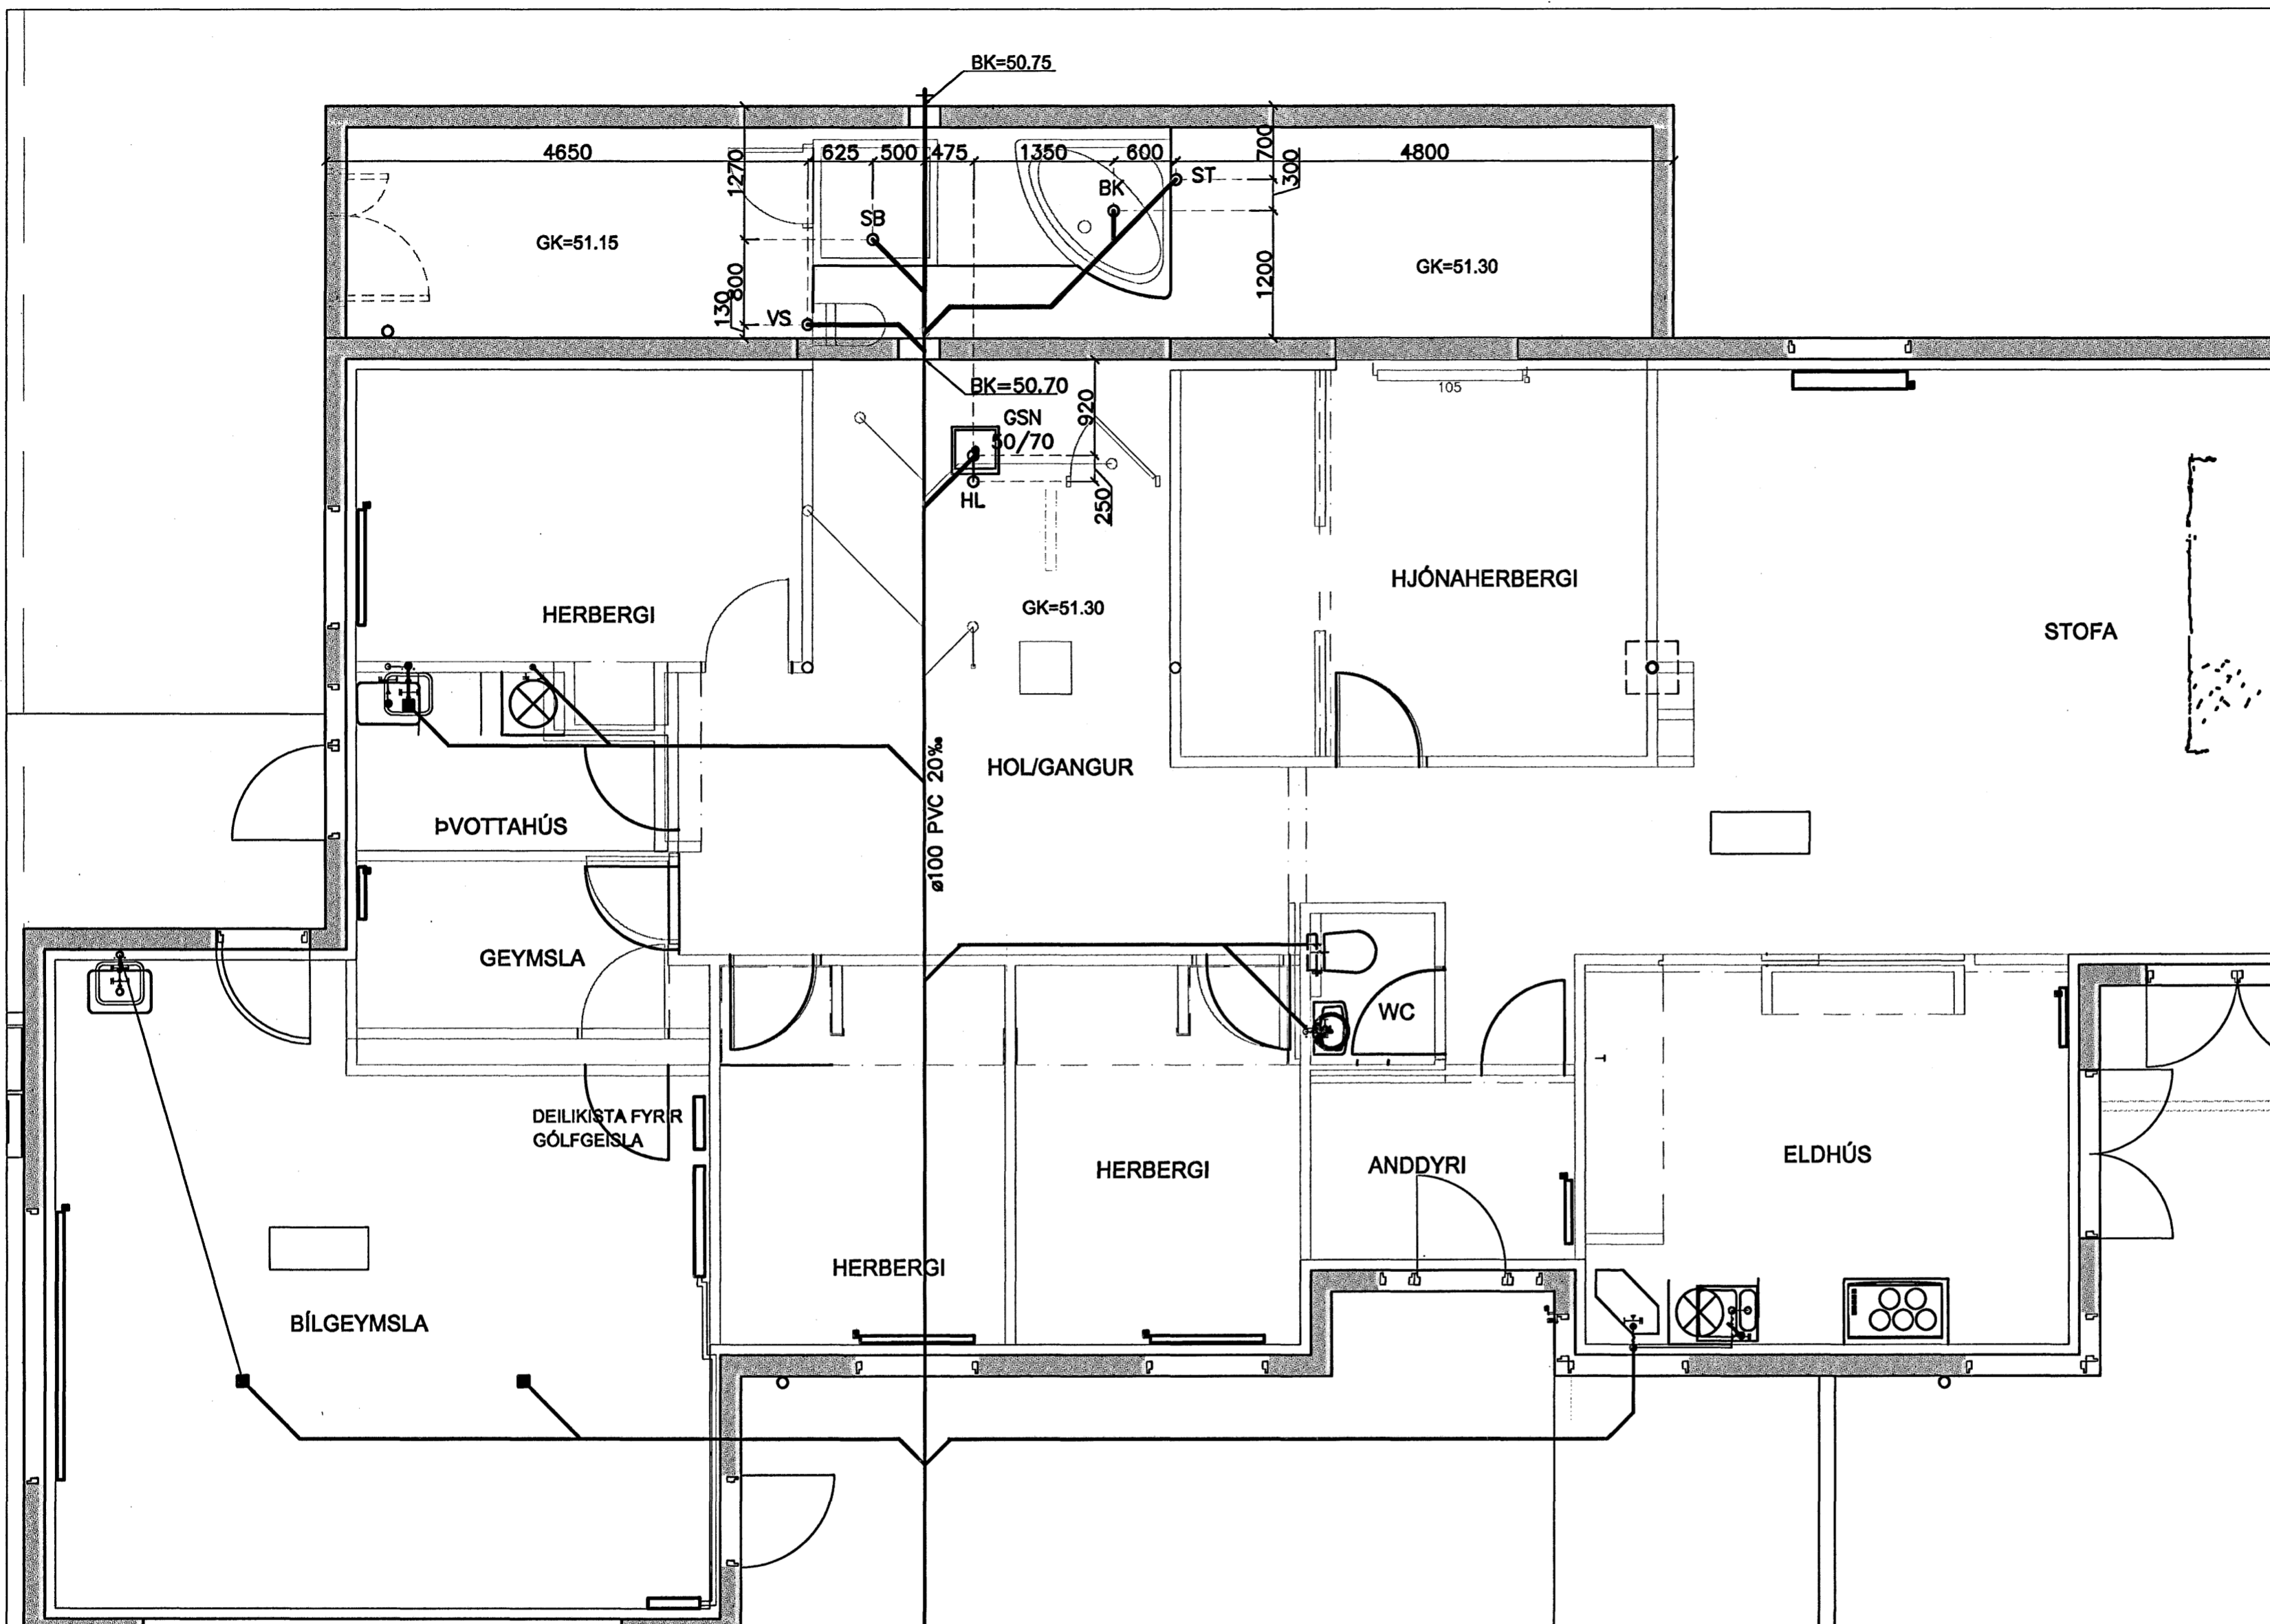 BK=50.75
4650
1270
625
500
475
1350
600
700
300
4800
BK
ST
SB
GK=51.15
GK=51.30
800
130
1200
VS
BK=50.70
105
GSN
50/70
920
HL
250
HJÓNAHERBERGI
HERBERGI
GK=51.30
STOFA
ø100 PVC 20‰
HOL/GANGUR
ÞVOTTAHÚS
GEYMSLA
WC
DEILIKISTA FYRIR
GÓLFGEISLA
HERBERGI
ANDDYRI
ELDHÚS
HERBERGI
BÍLGEYMSLA